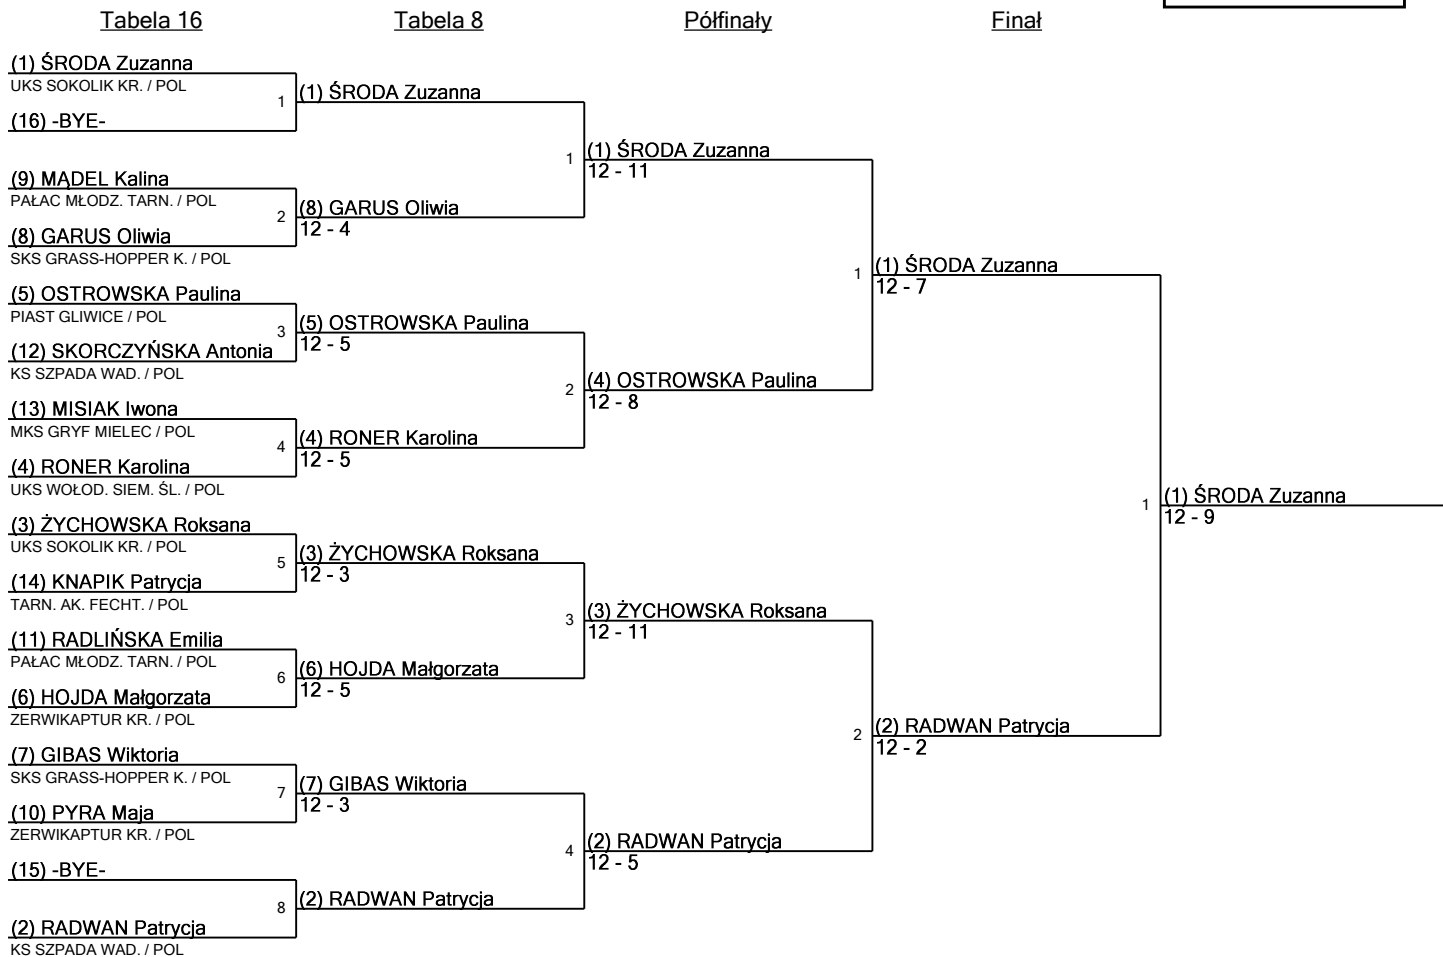 Tabela 16
Tabela 8
Półfinały
Finał
(1) ŚRODA Zuzanna
UKS SOKOLIK KR. / POL
1
(16) -BYE-
(9) MĄDEL Kalina
PAŁAC MŁODZ. TARN. / POL
2
(8) GARUS Oliwia
SKS GRASS-HOPPER K. / POL
(5) OSTROWSKA Paulina
PIAST GLIWICE / POL
3
(12) SKORCZYŃSKA Antonia
KS SZPADA WAD. / POL
(13) MISIAK Iwona
MKS GRYF MIELEC / POL
4
(4) RONER Karolina
UKS WOŁOD. SIEM. ŚL. / POL
(3) ŻYCHOWSKA Roksana
UKS SOKOLIK KR. / POL
5
(14) KNAPIK Patrycja
TARN. AK. FECHT. / POL
(11) RADLIŃSKA Emilia
PAŁAC MŁODZ. TARN. / POL
6
(6) HOJDA Małgorzata
ZERWIKAPTUR KR. / POL
(7) GIBAS Wiktoria
SKS GRASS-HOPPER K. / POL
7
(10) PYRA Maja
ZERWIKAPTUR KR. / POL
(15) -BYE-
8
(2) RADWAN Patrycja
KS SZPADA WAD. / POL
(1) ŚRODA Zuzanna
1
(8) GARUS Oliwia
12 - 4
(5) OSTROWSKA Paulina
12 - 5
2
(4) RONER Karolina
12 - 5
(3) ŻYCHOWSKA Roksana
12 - 3
3
(6) HOJDA Małgorzata
12 - 5
(7) GIBAS Wiktoria
12 - 3
4
(2) RADWAN Patrycja
(1) ŚRODA Zuzanna
12 - 11
1
(4) OSTROWSKA Paulina
12 - 8
(3) ŻYCHOWSKA Roksana
12 - 11
2
(2) RADWAN Patrycja
12 - 5
(1) ŚRODA Zuzanna
12 - 7
1
(2) RADWAN Patrycja
12 - 2
(1) ŚRODA Zuzanna
12 - 9